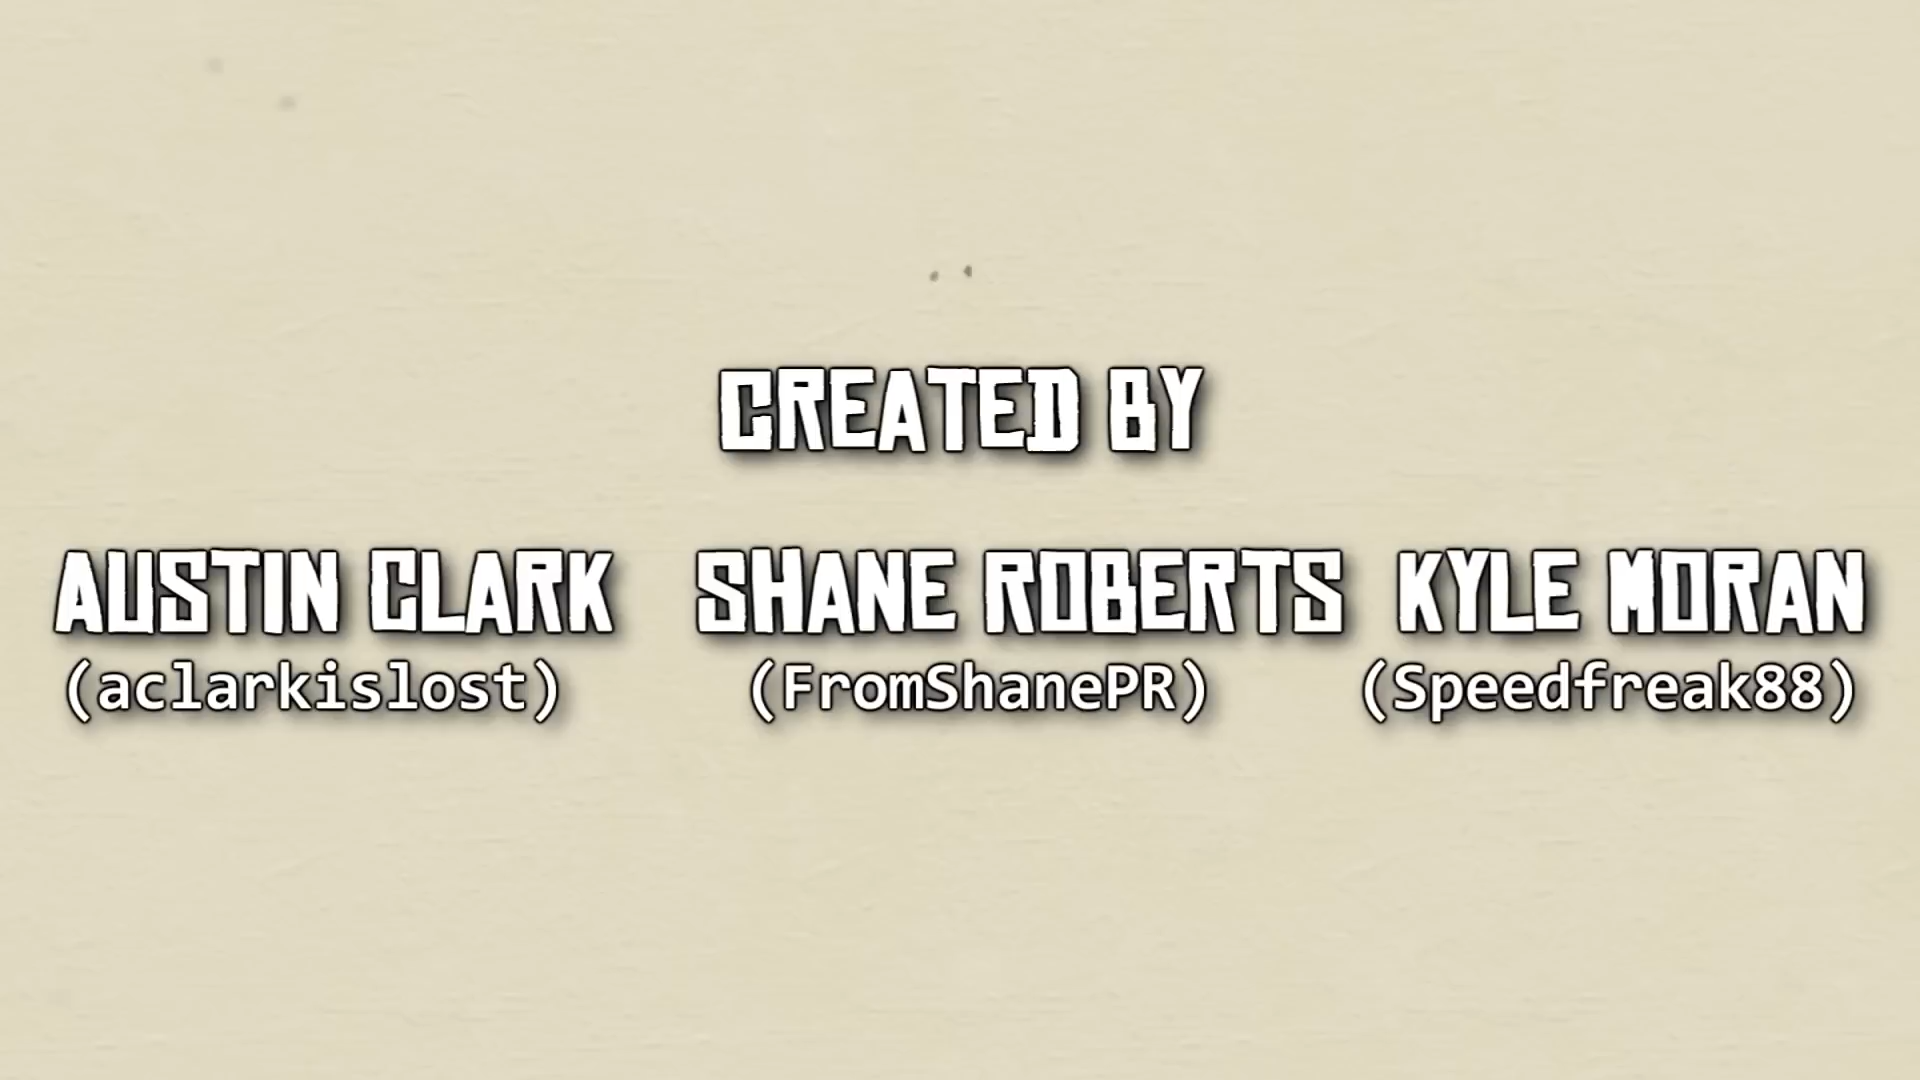 CREATED BY
AUSTIN CLARK SHANE ROBERTS KYLE MORAN
(aclarkislost) (FromShanePR) (Speedfreak88)